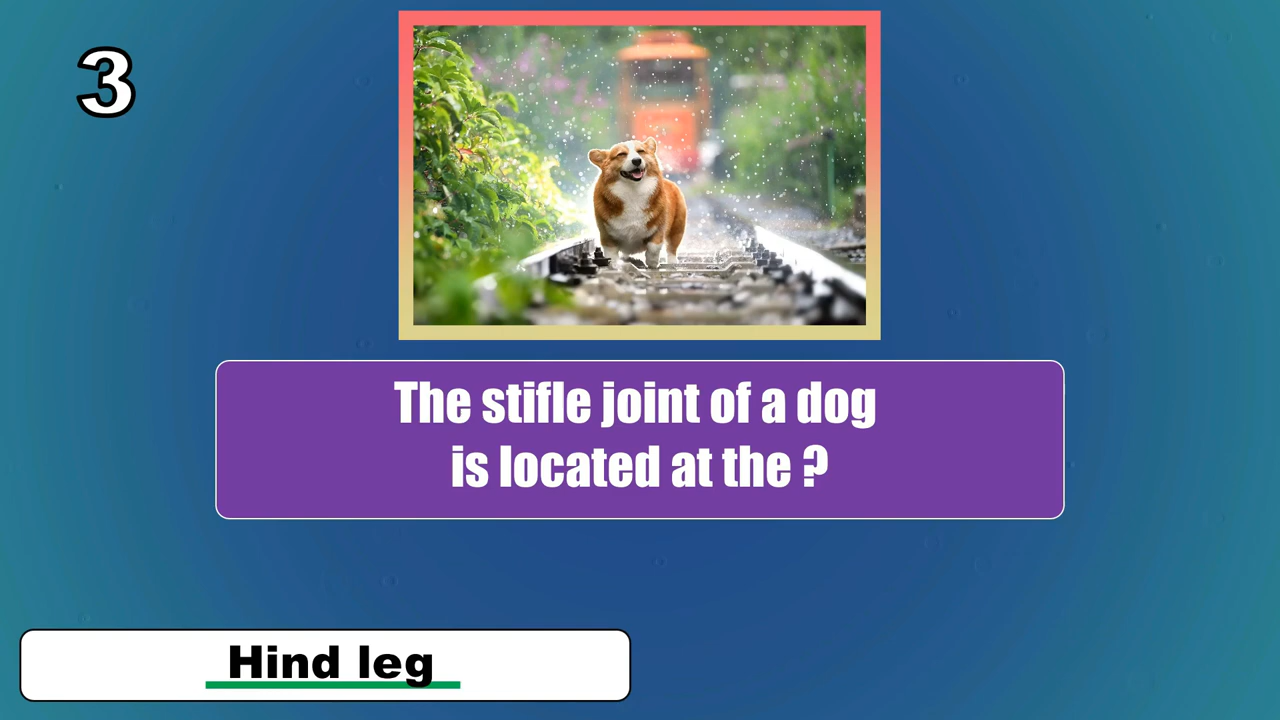 3
The stifle joint of a dog
is located at the ?
Hind leg